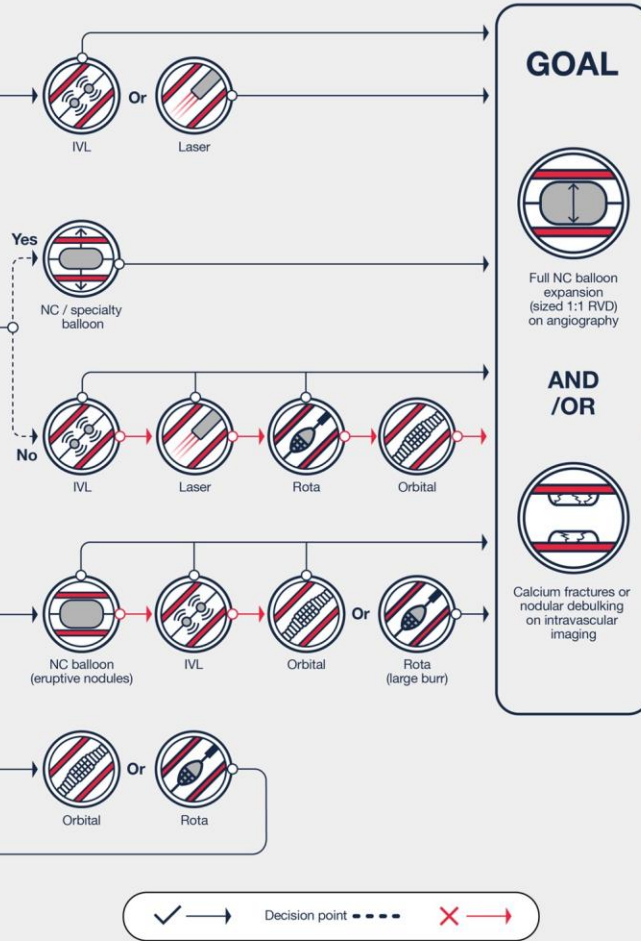 GOAL
Or
IVL
Laser
Yes
NC / specialty
balloon
Full NC balloon
expansion
(sized 1:1 RVD)
on angiography
AND
/OR
No
IVL
Laser
Rota
Orbital
Calcium fractures or
nodular debulking
on intravascular
imaging
Or
NC balloon
(eruptive nodules)
IVL
Orbital
Rota
(large burr)
Or
Orbital
Rota
Decision point